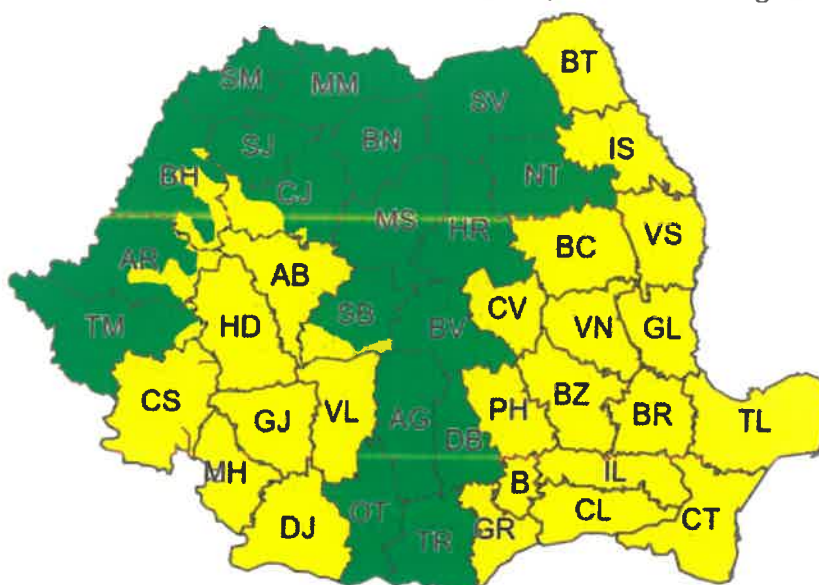 BT
SM MM
SV
BN
SJ
IS
NT
BH
CJ
MS HR
BC VS
AR
AB
CV
TM
HD
SB
BV
VN GL
CS
GJ
VL
AG
PH
BZ
BR
TL
DB
MH
B
IL
DJ
OT
TR
GR
CL
CT